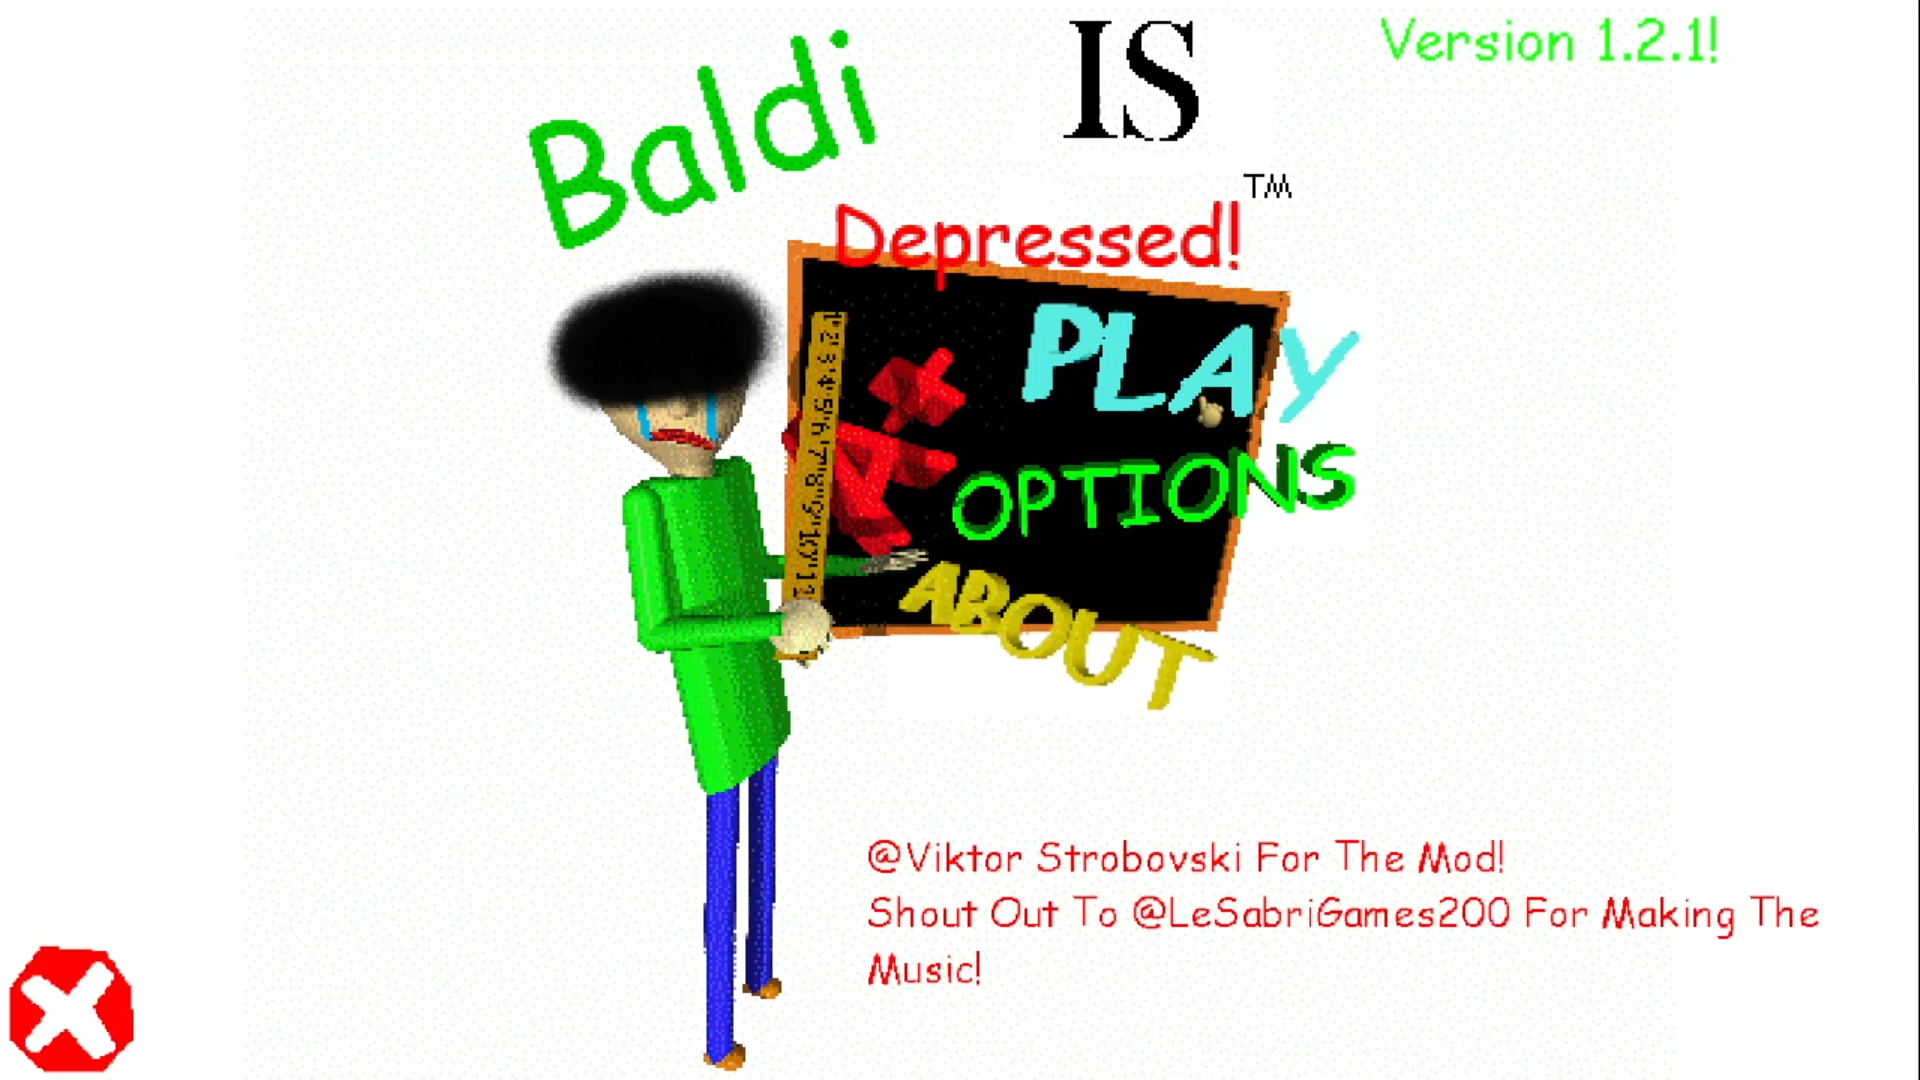 Baldi
IS
Version 1.2.1!
TM
Depressed!
PLAY
OPTIONS
ABOUT
@Viktor Strobovski For The Mod!
Shout Out To @LeSabriGames200 For Making The
Music!